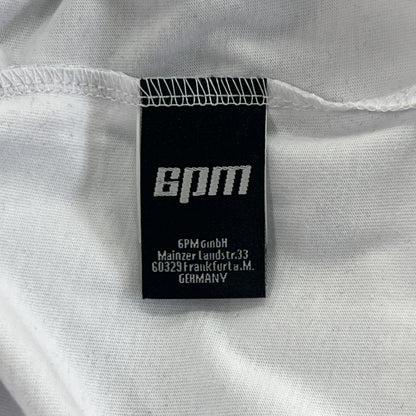 6pm
6PM GmbH
Mainzer Landstr.33
60329 Frankfurt a.M.
GERMANY